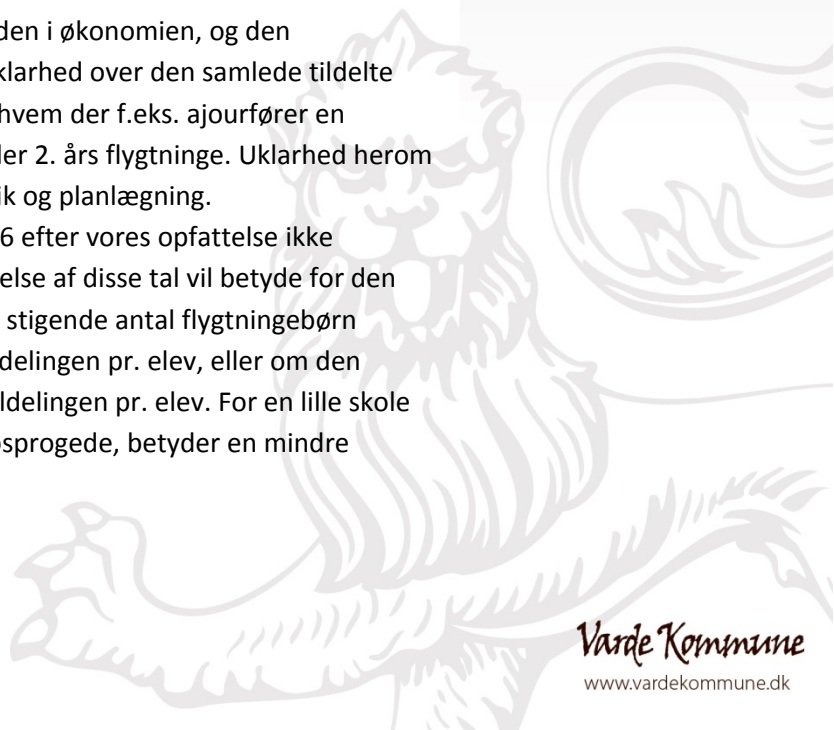 den i økonomien, og den
klarhed over den samlede tildelte
hvem der f.eks. ajourfører en
ler 2. års flygtninge. Uklarhed herom
ik og planlægning.
6 efter vores opfattelse ikke
else af disse tal vil betyde for den
stigende antal flygtningebørn
delingen pr. elev, eller om den
ldelingen pr. elev. For en lille skole
osprogede, betyder en mindre
Varde Kommune
www.vardekommune.dk